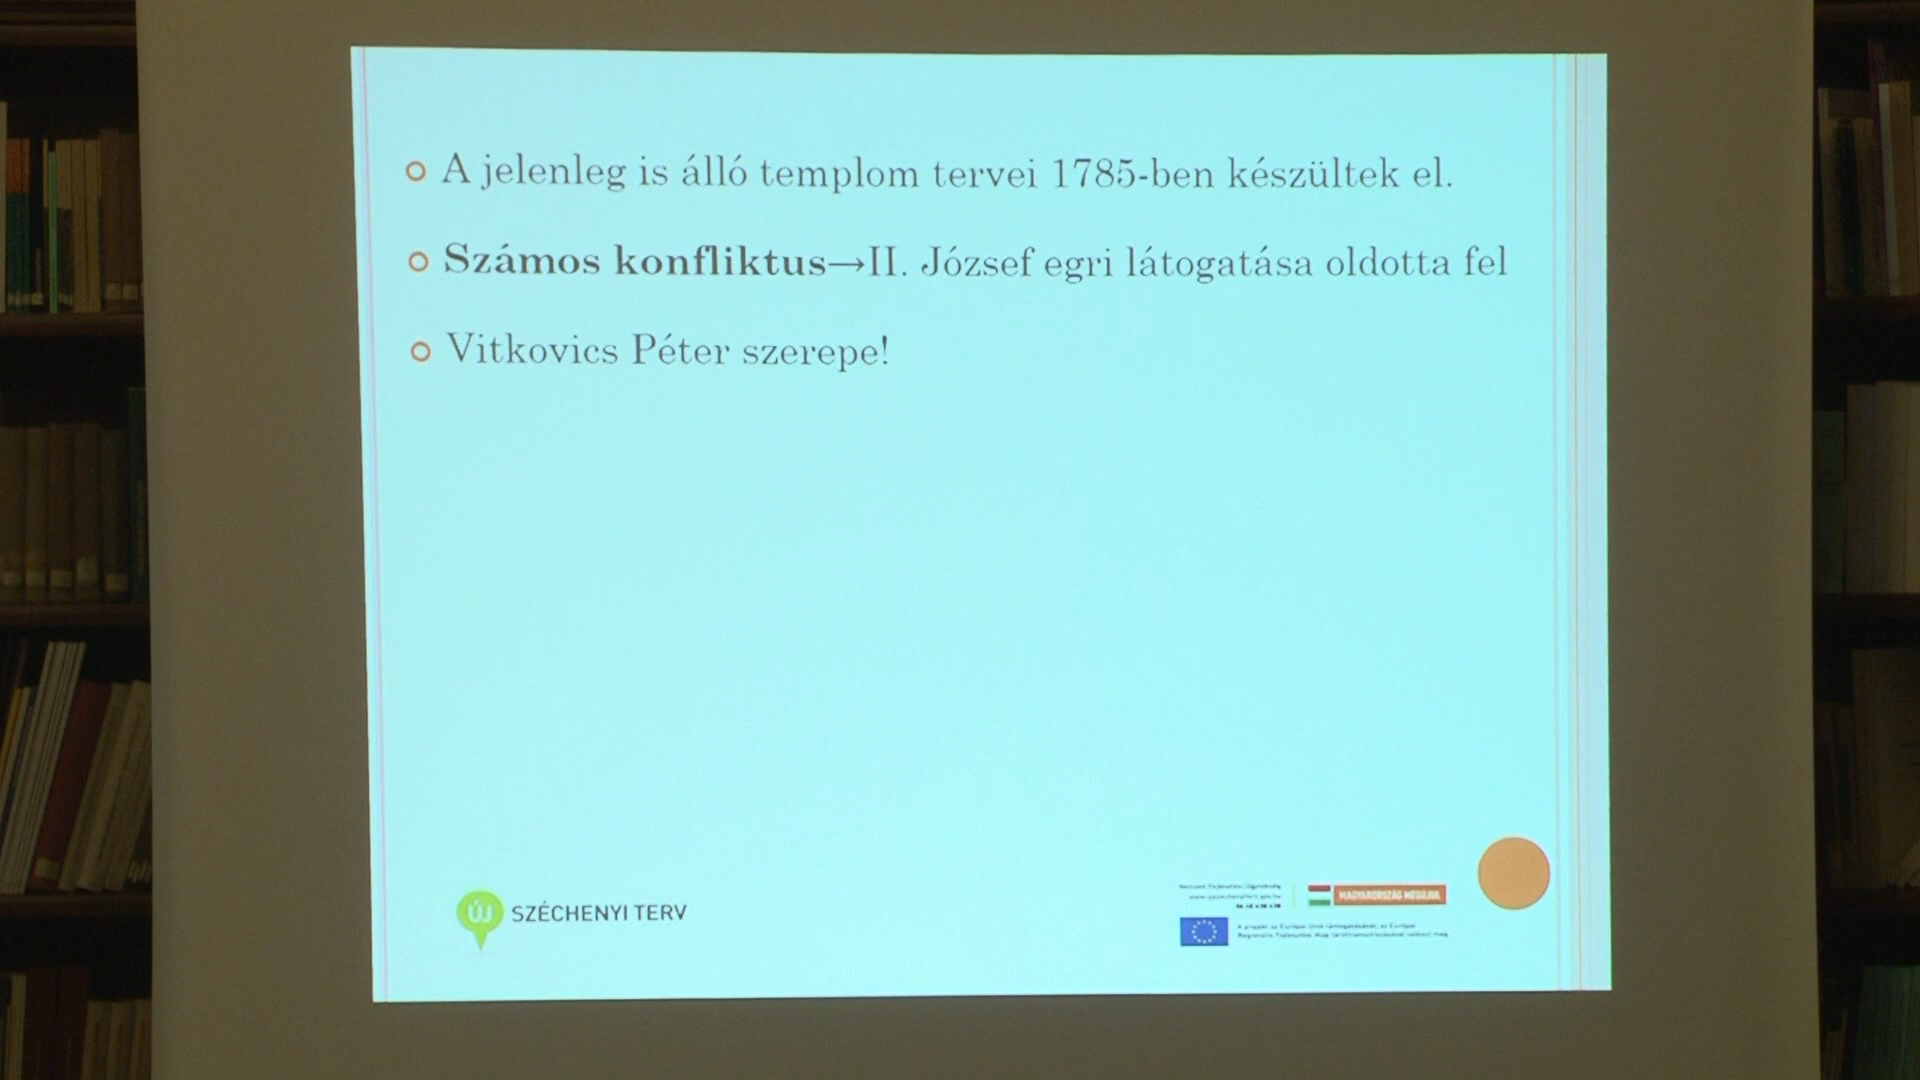 A jelenleg is álló templom tervei 1785-ben készültek el.
Számos konfliktus→II. József egri látogatása oldotta fel
Vitkovics Péter szerepe!
ÚJ SZÉCHENYI TERV
MAGYARORSZÁG MEGÚJUL